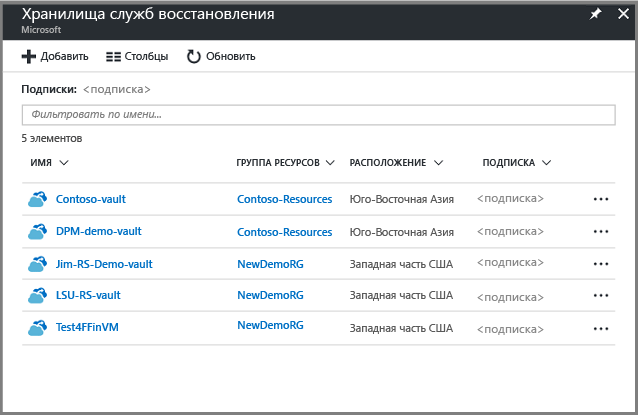 Хранилища служб восстановления
Microsoft
Добавить Столбцы Обновить
Подписки: <подписка>
Фильтровать по имени...
5 элементов
ИМЯ ГРУППА РЕСУРСОВ РАСПОЛОЖЕНИЕ ПОДПИСКА
Contoso-vault Contoso-Resources Юго-Восточная Азия <подписка>
DPM-demo-vault Contoso-Resources Юго-Восточная Азия <подписка>
Jim-RS-Demo-vault NewDemoRG Западная часть США <подписка>
LSU-RS-vault NewDemoRG Западная часть США <подписка>
Test4FFinVM NewDemoRG Западная часть США <подписка>